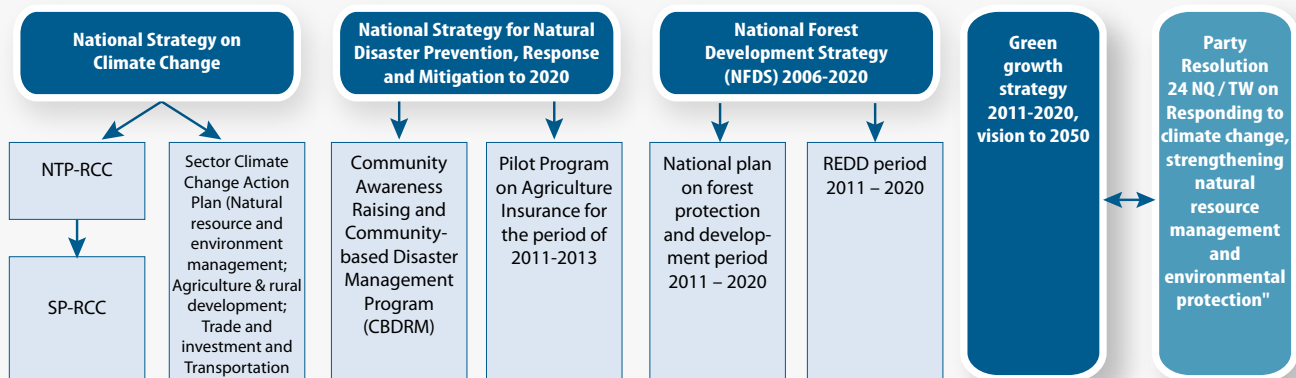 National Strategy on
Climate Change
National Strategy for Natural
Disaster Prevention, Response
and Mitigation to 2020
National Forest
Development Strategy
(NFDS) 2006-2020
Green
growth
strategy
2011-2020,
vision to 2050
Party
Resolution
24 NQ / TW on
Responding to
climate change,
strengthening
natural
resource
management
and
environmental
protection"
NTP-RCC
SP-RCC
Sector Climate
Change Action
Plan (Natural
resource and
environment
management;
Agriculture & rural
development;
Trade and
investment and
Transportation
Community
Awareness
Raising and
Community-
based Disaster
Management
Program
(CBDRM)
Pilot Program
on Agriculture
Insurance for
the period of
2011-2013
National plan
on forest
protection
and develop-
ment period
2011 – 2020
REDD period
2011 – 2020